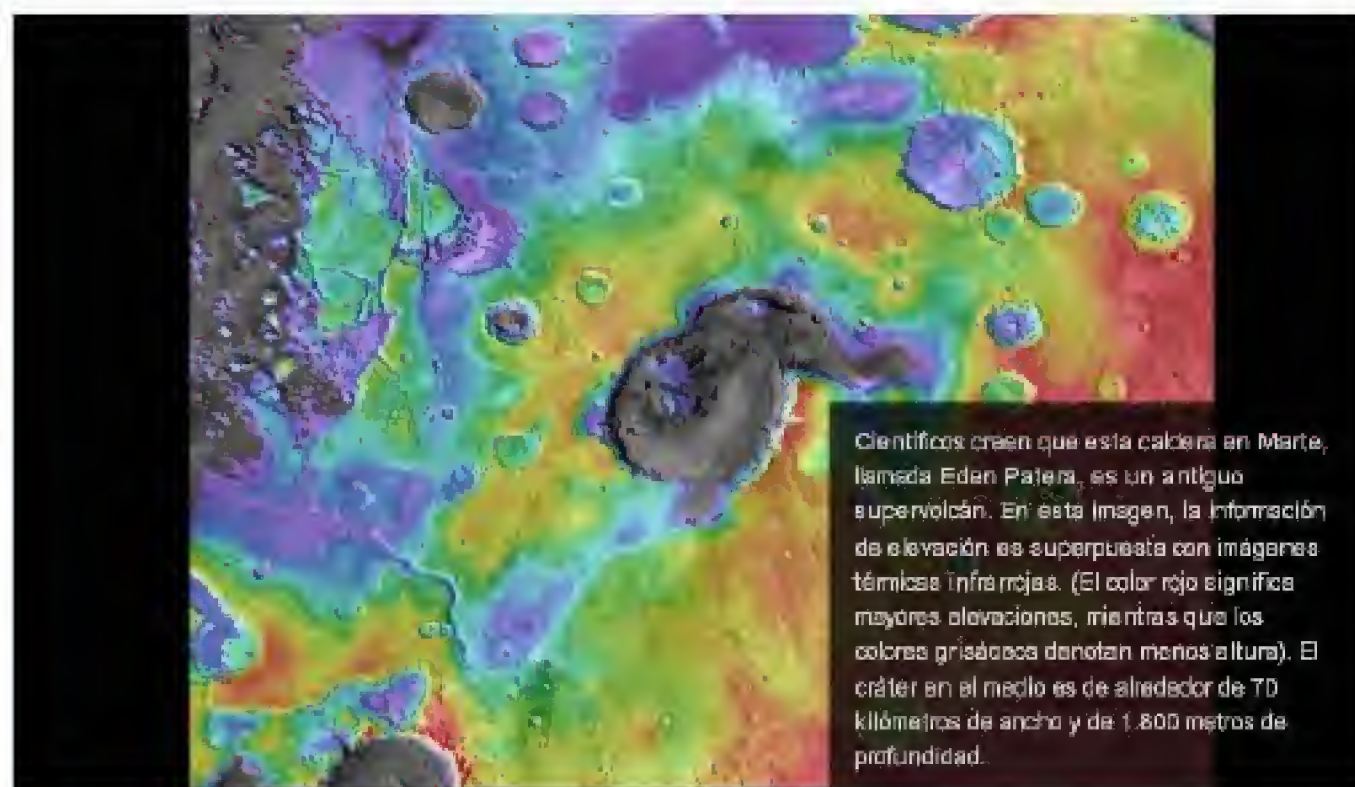 Científicos creen que esta caldera en Marte,
llamada Eden Patera, es un antiguo
supervolcán. En esta imagen, la información
de elevación es superpuesta con imágenes
térmicas infrarrojas. (El color rojo significa
mayores elevaciones, mientras que los
colores grisáceos denotan menos altura). El
cráter en el medio es de alrededor de 70
kilómetros de ancho y de 1.800 metros de
profundidad.